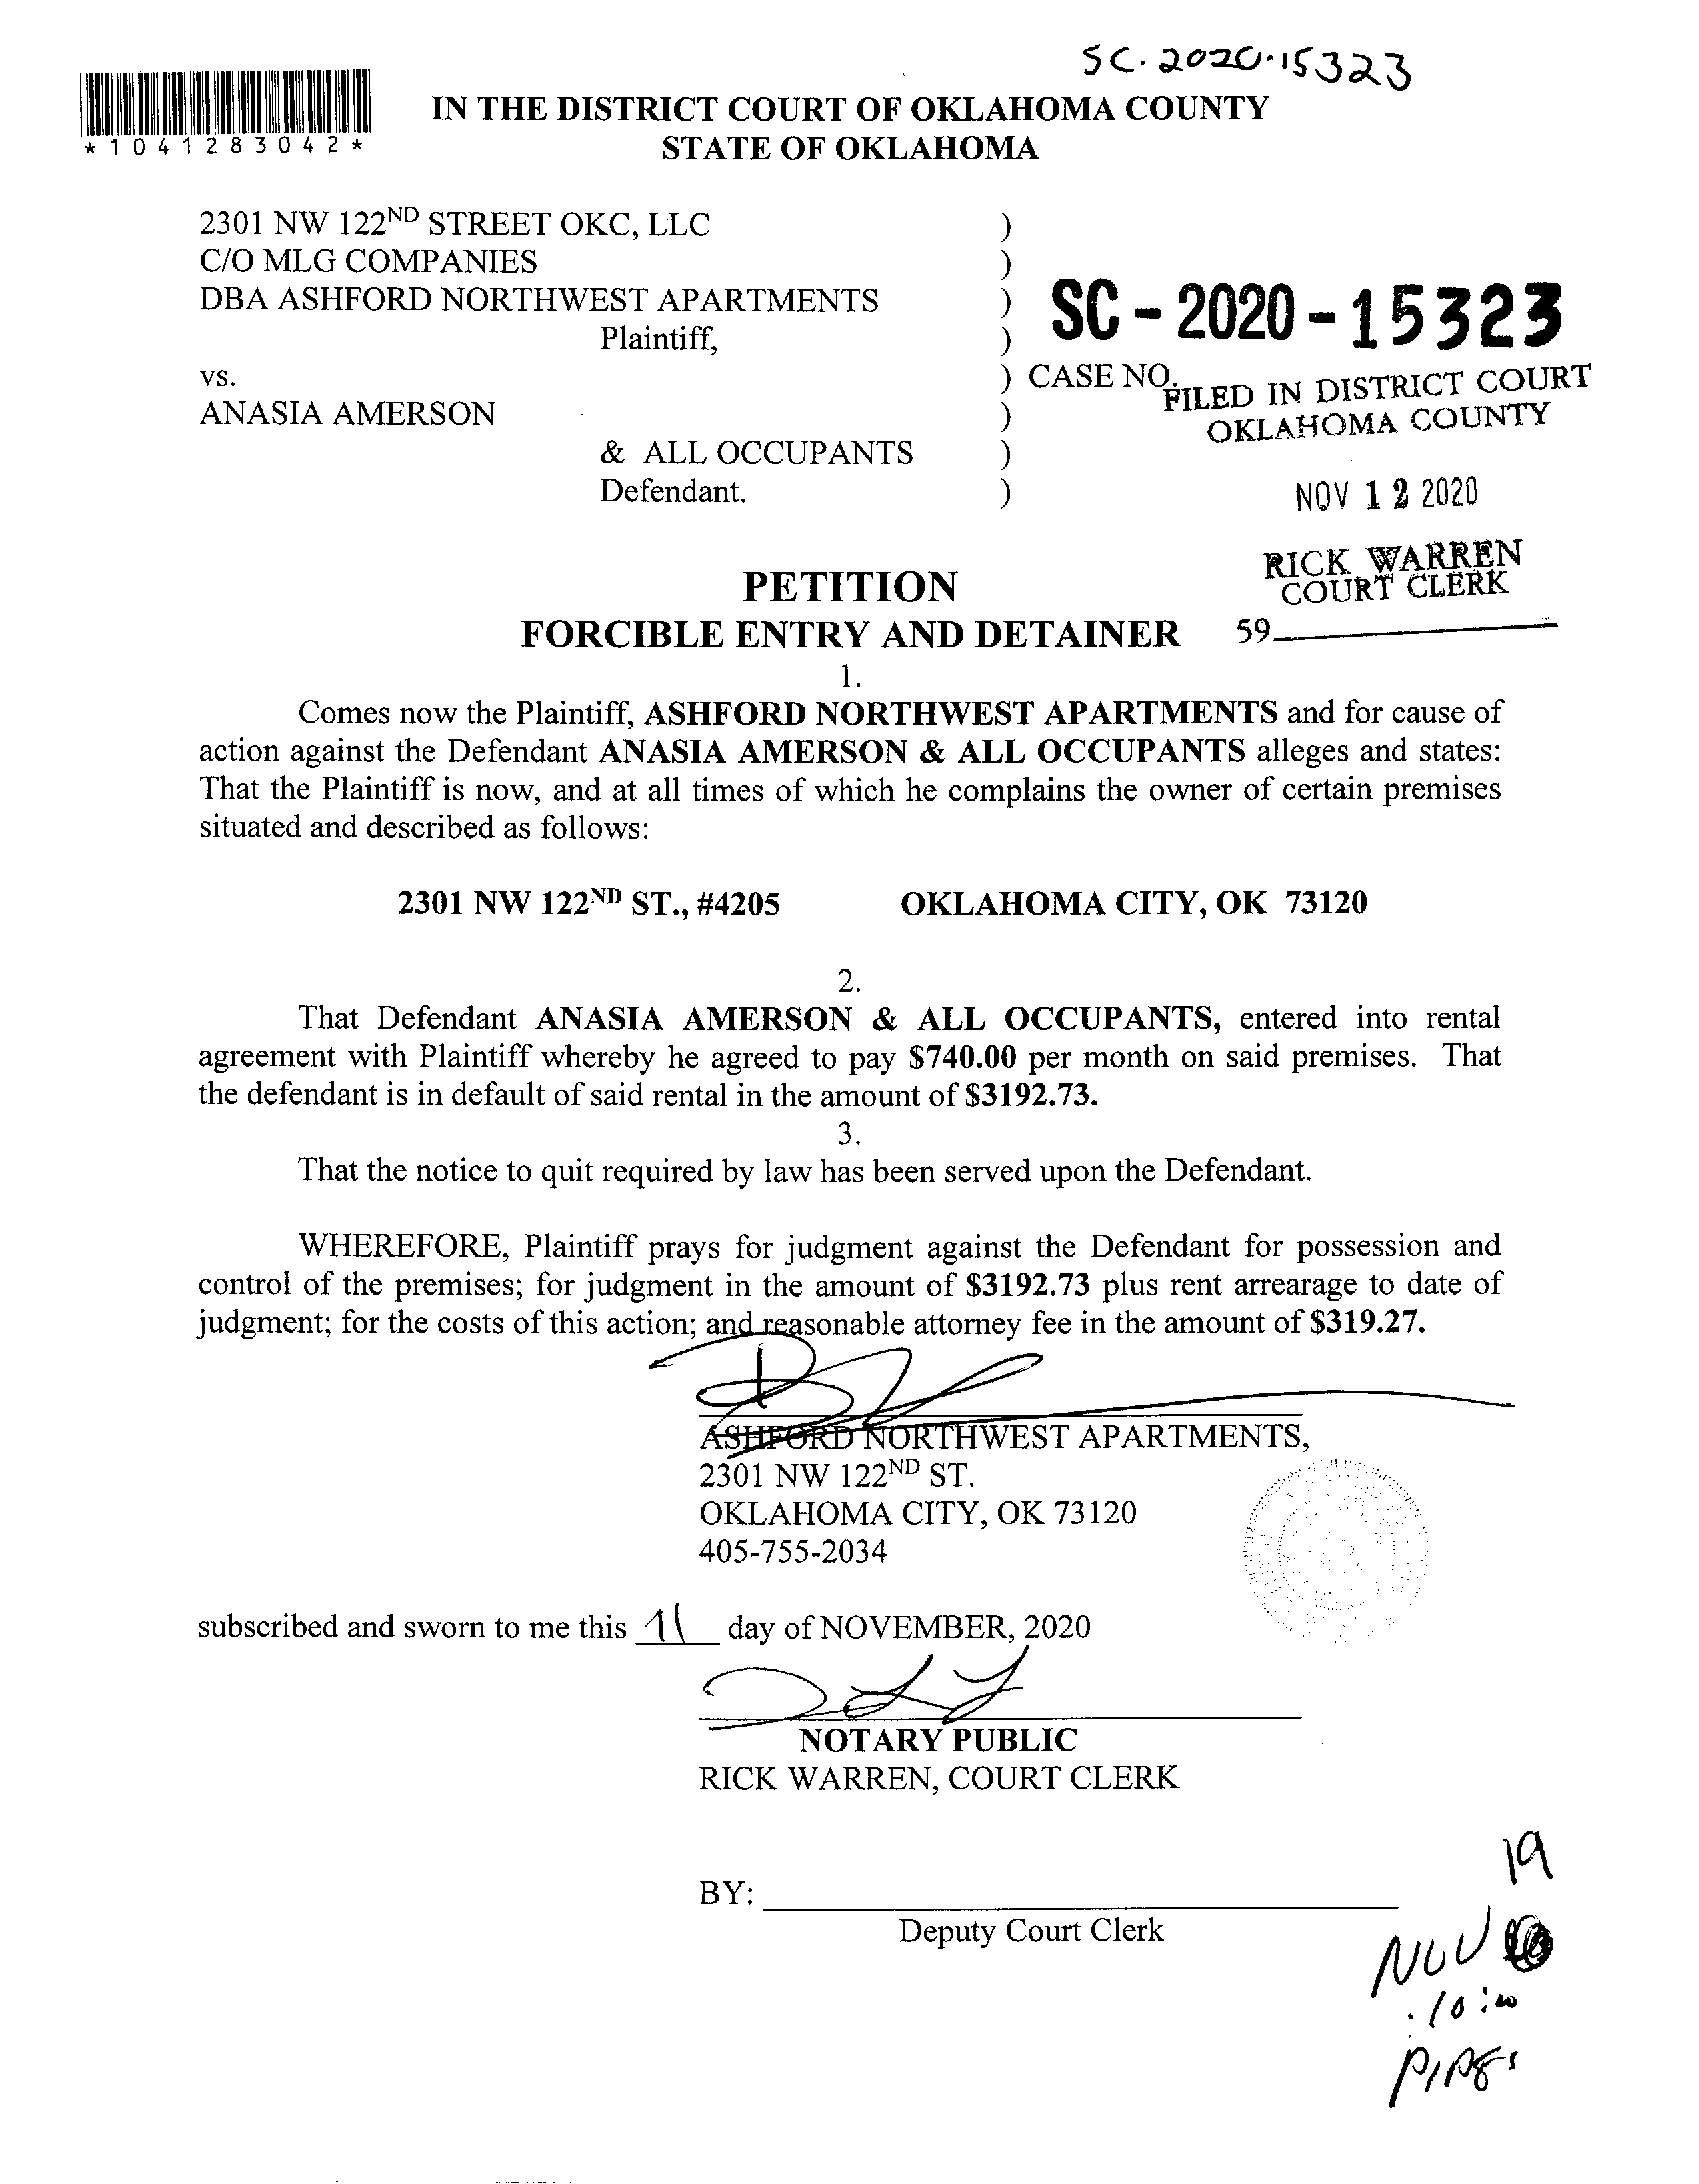 SC-2020-15323
*1041283042*
IN THE DISTRICT COURT OF OKLAHOMA COUNTY
STATE OF OKLAHOMA
2301 NW 122ND STREET OKC, LLC )
C/O MLG COMPANIES )
DBA ASHFORD NORTHWEST APARTMENTS )
Plaintiff, )
SC-2020-15323
vs. ) CASE NO.
FILED IN DISTRICT COURT
OKLAHOMA COUNTY
ANASIA AMERSON )
& ALL OCCUPANTS )
Defendant. )
NOV 12 2020
RICK WARREN
COURT CLERK
59
PETITION
FORCIBLE ENTRY AND DETAINER
1.
Comes now the Plaintiff, ASHFORD NORTHWEST APARTMENTS and for cause of
action against the Defendant ANASIA AMERSON & ALL OCCUPANTS alleges and states:
That the Plaintiff is now, and at all times of which he complains the owner of certain premises
situated and described as follows:
2301 NW 122ND ST., #4205 OKLAHOMA CITY, OK 73120
2.
That Defendant ANASIA AMERSON & ALL OCCUPANTS, entered into rental
agreement with Plaintiff whereby he agreed to pay $740.00 per month on said premises. That
the defendant is in default of said rental in the amount of $3192.73.
3.
That the notice to quit required by law has been served upon the Defendant.
WHEREFORE, Plaintiff prays for judgment against the Defendant for possession and
control of the premises; for judgment in the amount of $3192.73 plus rent arrearage to date of
judgment; for the costs of this action; and reasonable attorney fee in the amount of $319.27.
ASHFORD NORTHWEST APARTMENTS,
2301 NW 122ND ST.
OKLAHOMA CITY, OK 73120
405-755-2034
subscribed and sworn to me this 11 day of NOVEMBER, 2020
NOTARY PUBLIC
RICK WARREN, COURT CLERK
BY:
Deputy Court Clerk
19
NOV